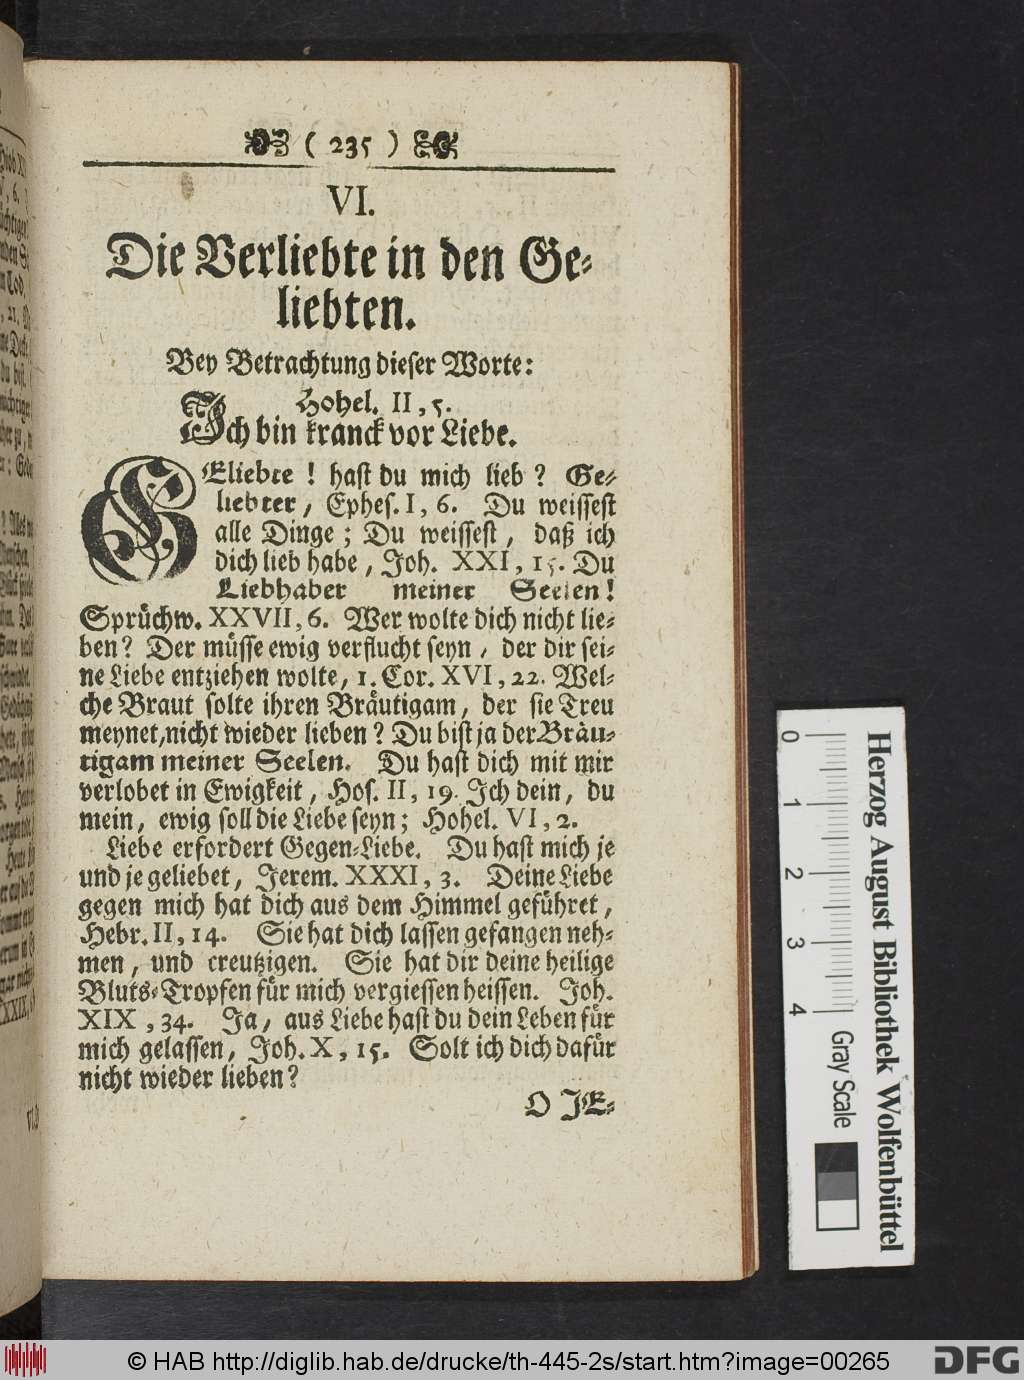 ( 235 )
VI.
Die Verliebte in den Ge-
liebten.
Bey Betrachtung dieser Worte:
Hohel. II, 5.
Ich bin kranck vor Liebe.
GEliebte! hast du mich lieb? Ge-
liebter, Ephes. I, 6. Du weissest
alle Dinge; Du weissest, daß ich
dich lieb habe, Joh. XXI, 15. Du
Liebhaber meiner Seelen!
Sprüchw. XXVII, 6. Wer wolte dich nicht lie-
ben? Der müsse ewig verflucht seyn, der dir sei-
ne Liebe entziehen wolte, 1. Cor. XVI, 22. Wel-
che Braut solte ihren Bräutigam, der sie Treu
meynet, nicht wieder lieben? Du bist ja der Bräu-
tigam meiner Seelen. Du hast dich mit mir
verlobet in Ewigkeit, Hos. II, 19. Ich dein, du
mein, ewig soll die Liebe seyn; Hohel. VI, 2.
Liebe erfordert Gegen-Liebe. Du hast mich je
und je geliebet, Jerem. XXXI, 3. Deine Liebe
gegen mich hat dich aus dem Himmel geführet,
Hebr. II, 14. Sie hat dich lassen gefangen neh-
men, und creutzigen. Sie hat dir deine heilige
Bluts-Tropfen für mich vergiessen heissen. Joh.
XIX, 34. Ja, aus Liebe hast du dein Leben für
mich gelassen, Joh. X, 15. Solt ich dich dafür
nicht wieder lieben?
O JE-
0 1 2 3 4
Gray Scale
Herzog August Bibliothek Wolfenbüttel
© HAB http://diglib.hab.de/drucke/th-445-2s/start.htm?image=00265
DFG